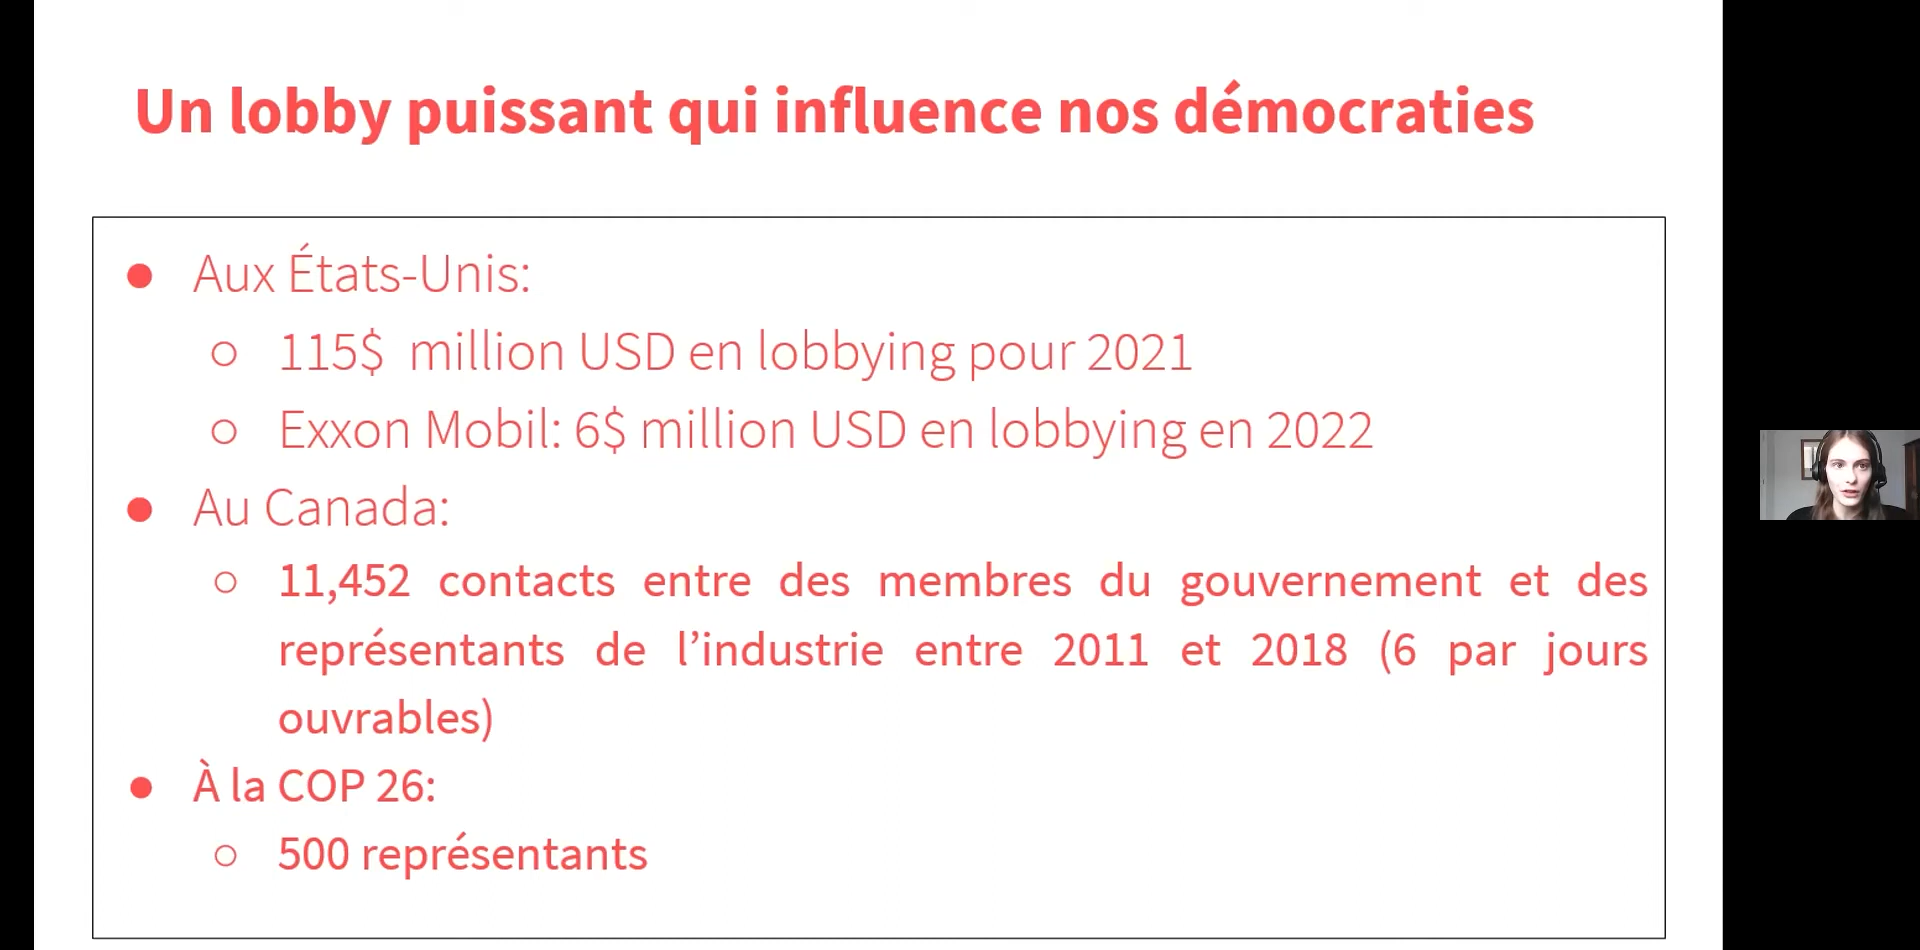 Un lobby puissant qui influence nos démocraties
● Aux États-Unis:
○ 115$ million USD en lobbying pour 2021
○ Exxon Mobil: 6$ million USD en lobbying en 2022
● Au Canada:
○ 11,452 contacts entre des membres du gouvernement et des
représentants de l’industrie entre 2011 et 2018 (6 par jours
ouvrables)
● À la COP 26:
○ 500 représentants